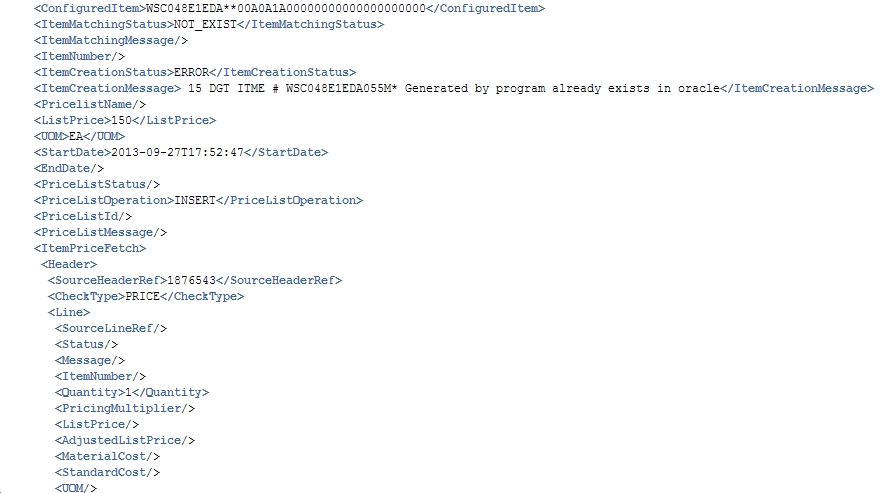 <ConfiguredItem>WSC048E1EDA**00A0A1A00000000000000000000</ConfiguredItem>
<ItemMatchingStatus>NOT_EXIST</ItemMatchingStatus>
<ItemMatchingMessage/>
<ItemNumber/>
<ItemCreationStatus>ERROR</ItemCreationStatus>
<ItemCreationMessage> 15 DGT ITME # WSC048E1EDA055M* Generated by program already exists in oracle</ItemCreationMessage>
<PricelistName/>
<ListPrice>150</ListPrice>
<UOM>EA</UOM>
<StartDate>2013-09-27T17:52:47</StartDate>
<EndDate/>
<PriceListStatus/>
<PriceListOperation>INSERT</PriceListOperation>
<PriceListId/>
<PriceListMessage/>
<ItemPriceFetch>
<Header>
<SourceHeaderRef>1876543</SourceHeaderRef>
<CheckType>PRICE</CheckType>
<Line>
<SourceLineRef/>
<Status/>
<Message/>
<ItemNumber/>
<Quantity>1</Quantity>
<PricingMultiplier/>
<ListPrice/>
<AdjustedListPrice/>
<MaterialCost/>
<StandardCost/>
<UOM/>